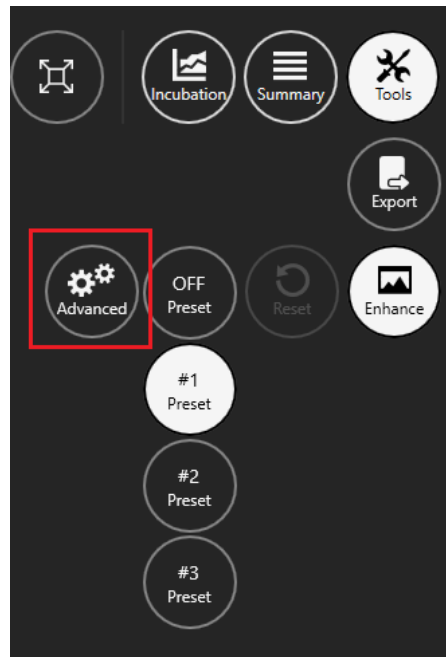 Incubation
Summary
Tools
Export
Advanced
OFF
Preset
Reset
Enhance
#1
Preset
#2
Preset
#3
Preset